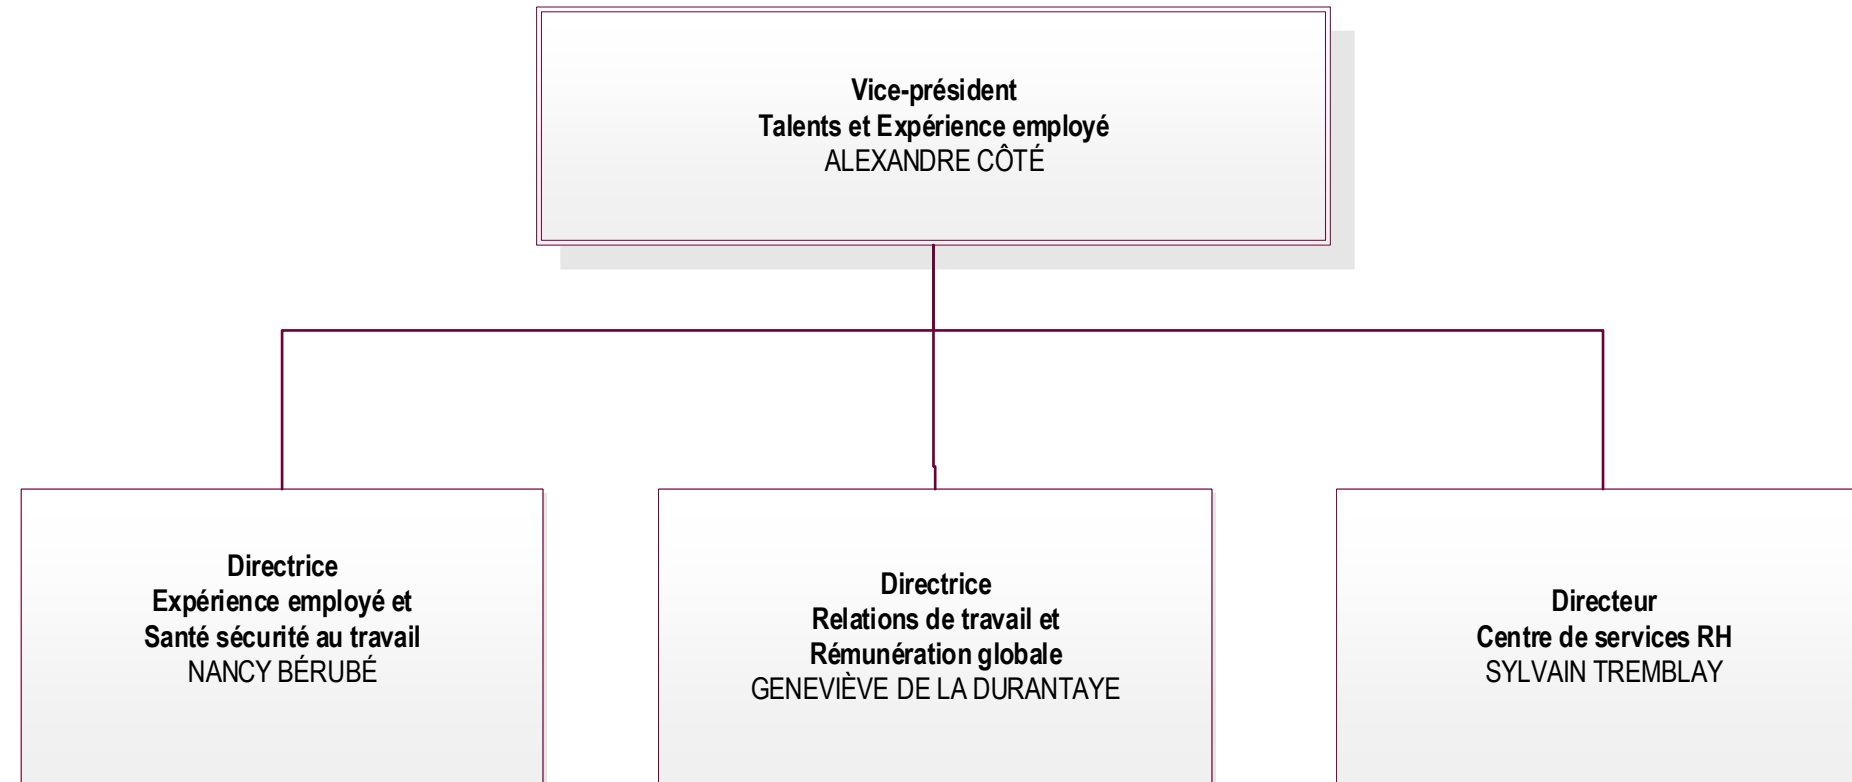 Vice-président
Talents et Expérience employé
ALEXANDRE CÔTÉ
Directrice
Expérience employé et
Santé sécurité au travail
NANCY BÉRUBÉ
Directrice
Relations de travail et
Rémunération globale
GENEVIÈVE DE LA DURANTAYE
Directeur
Centre de services RH
SYLVAIN TREMBLAY